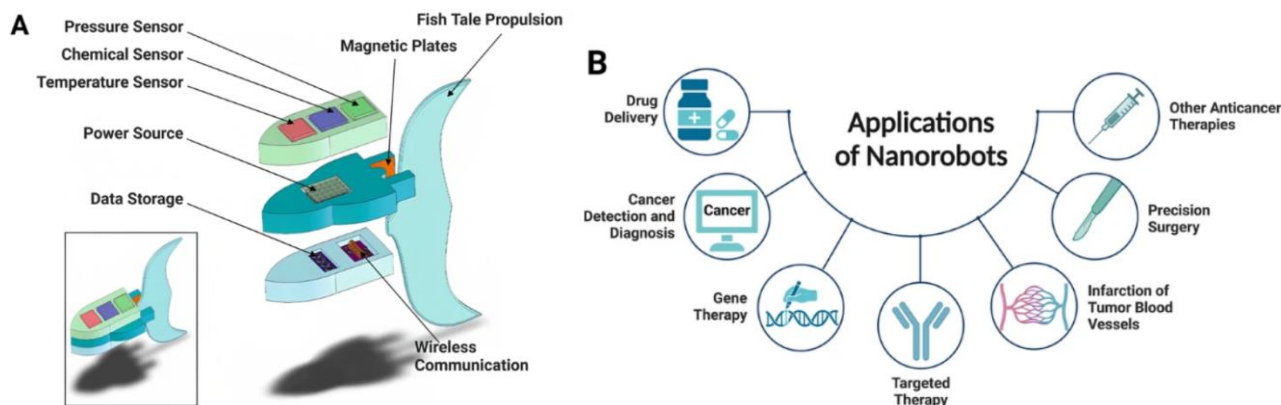 A
Pressure Sensor
Chemical Sensor
Temperature Sensor
Power Source
Data Storage
Fish Tale Propulsion
Magnetic Plates
Wireless
Communication
B
Applications
of Nanorobots
Drug
Delivery
Cancer
Detection and
Diagnosis
Cancer
Gene
Therapy
Targeted
Therapy
Infarction of
Tumor Blood
Vessels
Precision
Surgery
Other Anticancer
Therapies